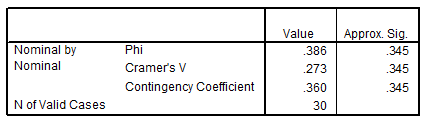 Value Approx. Sig.
Nominal by Phi .386 .345
Nominal Cramer's V .273 .345
Contingency Coefficient .360 .345
N of Valid Cases 30